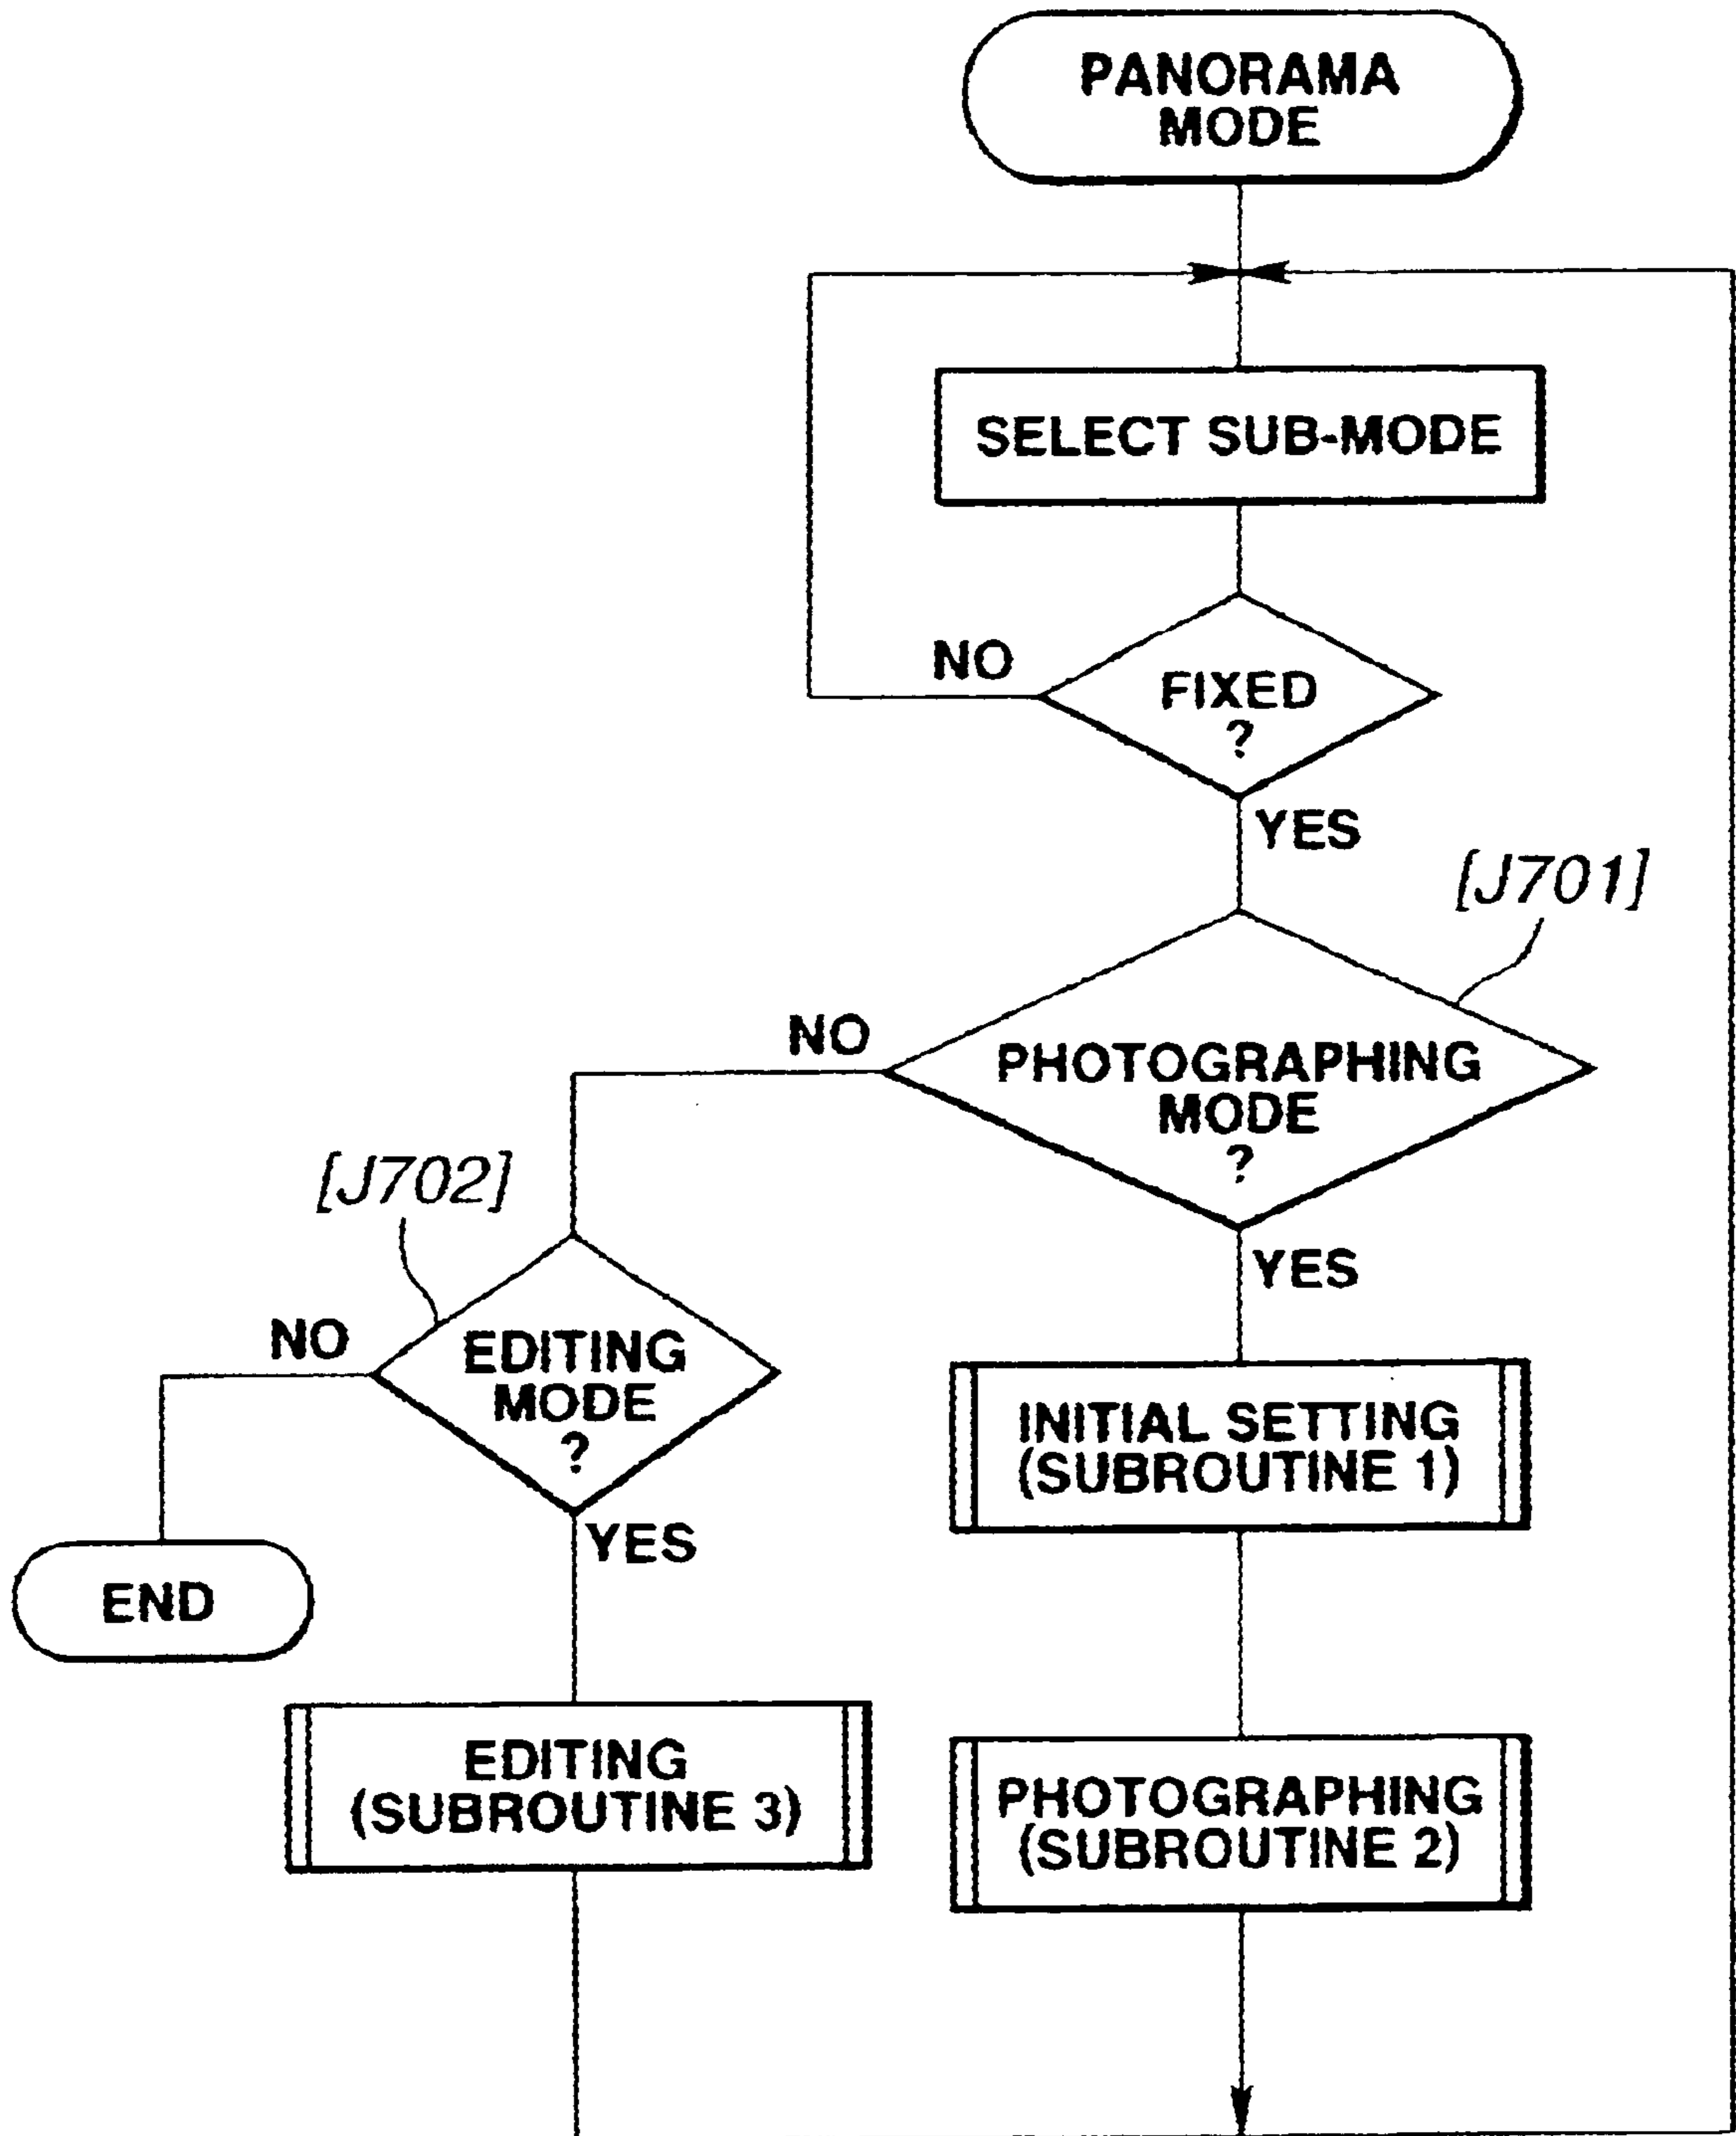 PANORAMA
MODE
SELECT SUB-MODE
NO
FIXED
?
YES
[J701]
NO
PHOTOGRAPHING
MODE
?
YES
[J702]
NO
EDITING
MODE
?
YES
INITIAL SETTING
(SUBROUTINE 1)
END
EDITING
(SUBROUTINE 3)
PHOTOGRAPHING
(SUBROUTINE 2)